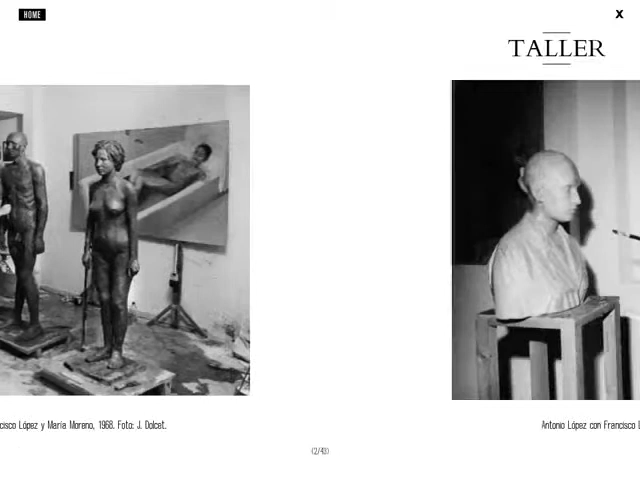 HOME
X
TALLER
cisco López y María Moreno, 1968. Foto: J. Dolcet.
Antonio López con Francisco L
(2/43)